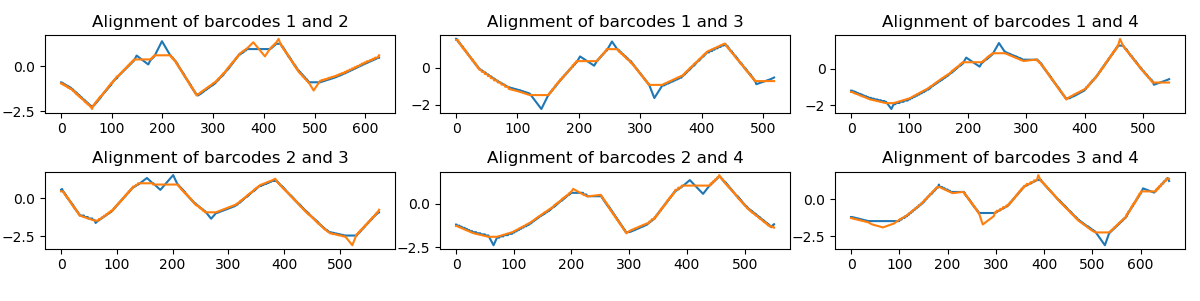 Alignment of barcodes 1 and 2
0.0
−2.5
0 100 200 300 400 500 600
Alignment of barcodes 1 and 3
0
−2
0 100 200 300 400 500
Alignment of barcodes 1 and 4
0
−2
0 100 200 300 400 500
Alignment of barcodes 2 and 3
0.0
−2.5
0 100 200 300 400 500
Alignment of barcodes 2 and 4
0.0
−2.5
0 100 200 300 400 500
Alignment of barcodes 3 and 4
0.0
−2.5
0 100 200 300 400 500 600